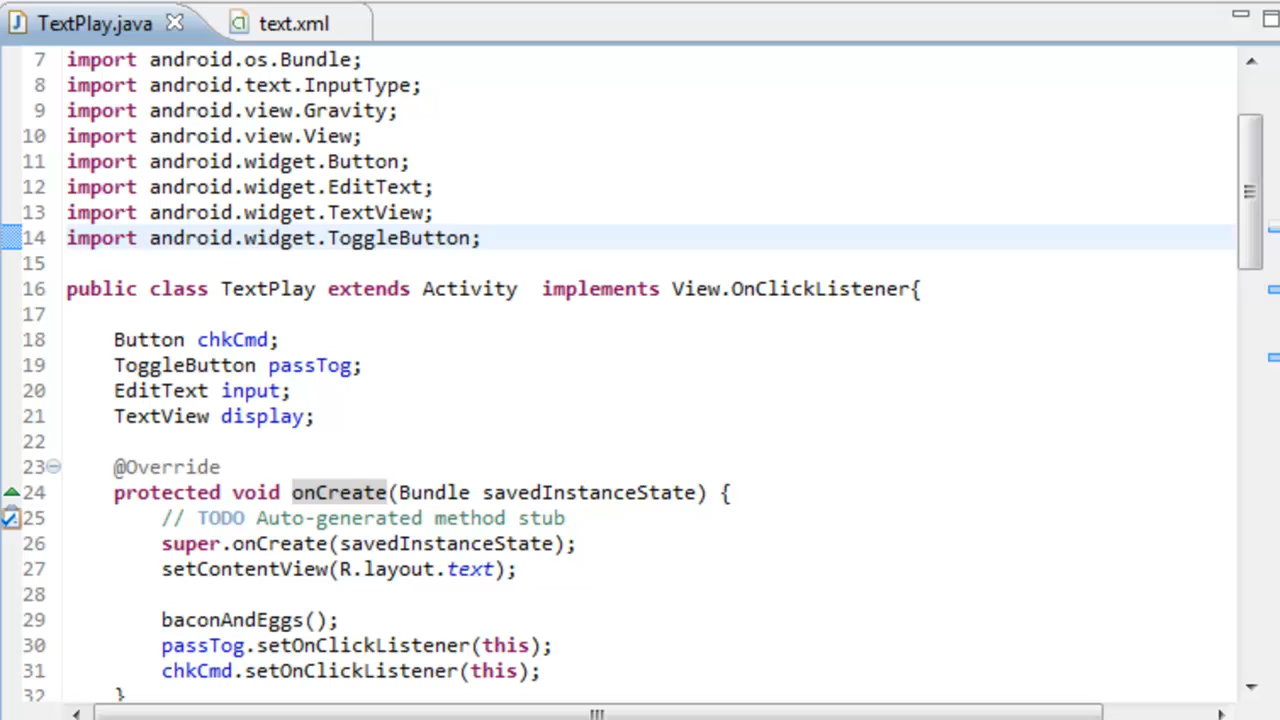 TextPlay.java
text.xml
7 import android.os.Bundle;
8 import android.text.InputType;
9 import android.view.Gravity;
10 import android.view.View;
11 import android.widget.Button;
12 import android.widget.EditText;
13 import android.widget.TextView;
14 import android.widget.ToggleButton;
15
16 public class TextPlay extends Activity  implements View.OnClickListener{
17
18     Button chkCmd;
19     ToggleButton passTog;
20     EditText input;
21     TextView display;
22
23     @Override
24     protected void onCreate(Bundle savedInstanceState) {
25         // TODO Auto-generated method stub
26         super.onCreate(savedInstanceState);
27         setContentView(R.layout.text);
28
29         baconAndEggs();
30         passTog.setOnClickListener(this);
31         chkCmd.setOnClickListener(this);
32     }